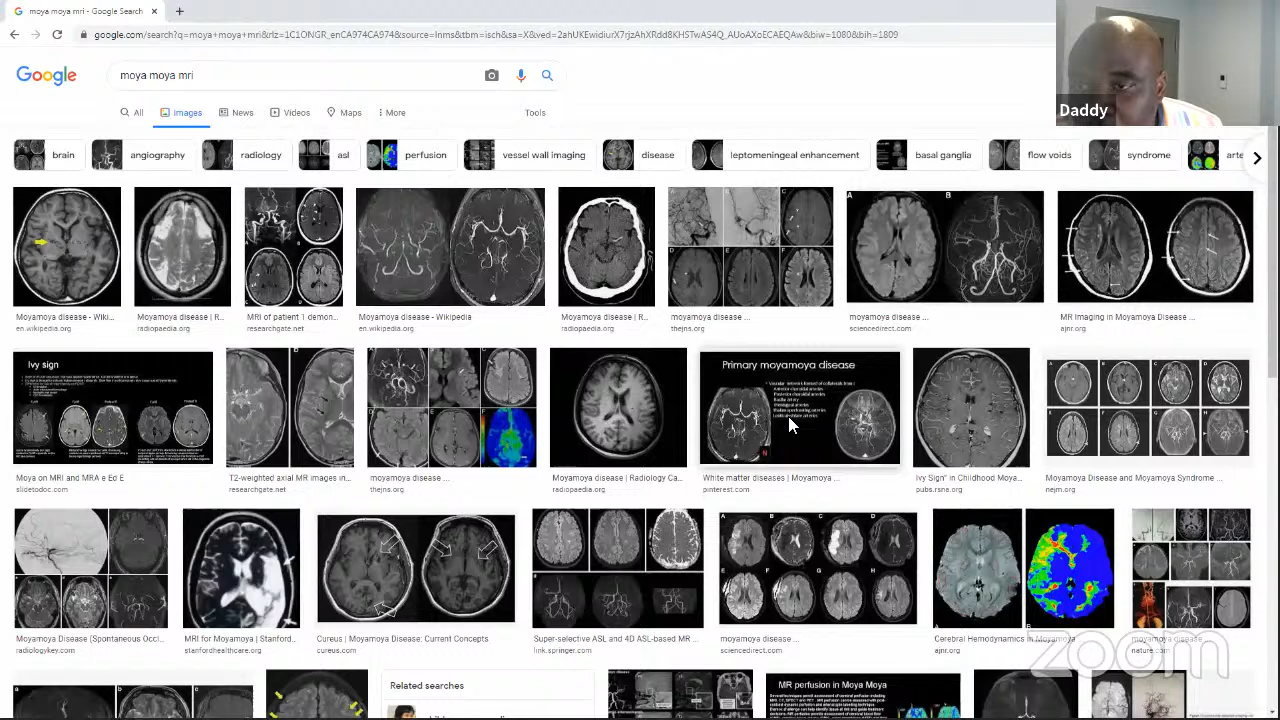 moya moya mri - Google Search
google.com/search?q=moya+moya+mri&rlz=1C1ONGR_enCA974CA974&source=lnms&tbm=isch&sa=X&ved=2ahUKEwidiurX7rjzAhXRdd8KHSTwAS4Q_AUoAXoECAEQAw&biw=1080&bih=1809
Daddy
Google
moya moya mri
All
Images
News
Videos
Maps
More
Tools
brain
angiography
radiology
asl
perfusion
vessel wall imaging
disease
leptomeningeal enhancement
basal ganglia
flow voids
syndrome
arte
Moyamoya disease - Wiki...
en.wikipedia.org
Moyamoya disease | R...
radiopaedia.org
MRI of patient 1 demon...
researchgate.net
Moyamoya disease - Wikipedia
en.wikipedia.org
Moyamoya disease | R...
radiopaedia.org
moyamoya disease ...
thejns.org
moyamoya disease ...
sciencedirect.com
MR Imaging in Moyamoya Disease ...
ajnr.org
Ivy sign
Primary moyamoya disease
Moya on MRI and MRA e Ed E
slidetodoc.com
T2-weighted axial MR images in...
researchgate.net
moyamoya disease ...
thejns.org
Moyamoya disease | Radiology Ca...
radiopaedia.org
White matter diseases | Moyamoya ...
pinterest.com
Ivy Sign" in Childhood Moya...
pubs.rsna.org
Moyamoya Disease and Moyamoya Syndrome ...
nejm.org
Moyamoya Disease (Spontaneous Occl...
radiologykey.com
MRI for Moyamoya | Stanford...
stanfordhealthcare.org
Cureus | Moyamoya Disease: Current Concepts
cureus.com
Super-selective ASL and 4D ASL-based MR ...
link.springer.com
moyamoya disease ...
sciencedirect.com
Cerebral Hemodynamics in Moyamoya
ajnr.org
moyamoya disease
nature.com
zoom
Related searches
MR perfusion in Moya Moya